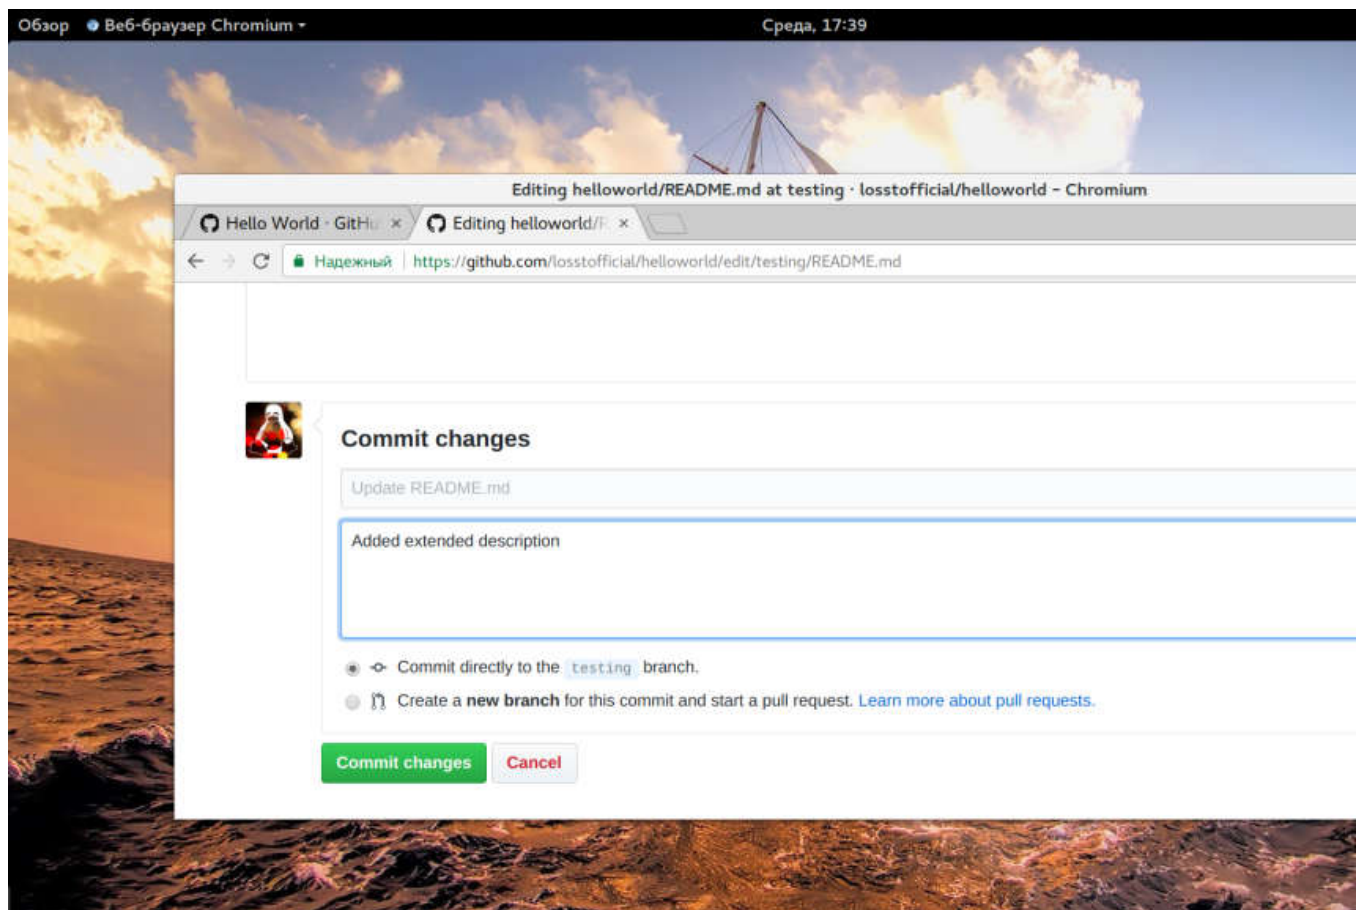 Обзор Веб-браузер Chromium Среда, 17:39
Editing helloworld/README.md at testing · losstofficial/helloworld – Chromium
Hello World · GitHu × Editing helloworld/R ×
Надежный https://github.com/losstofficial/helloworld/edit/testing/README.md
Commit changes
Update README.md
Added extended description
Commit directly to the testing branch.
Create a new branch for this commit and start a pull request. Learn more about pull requests.
Commit changes Cancel